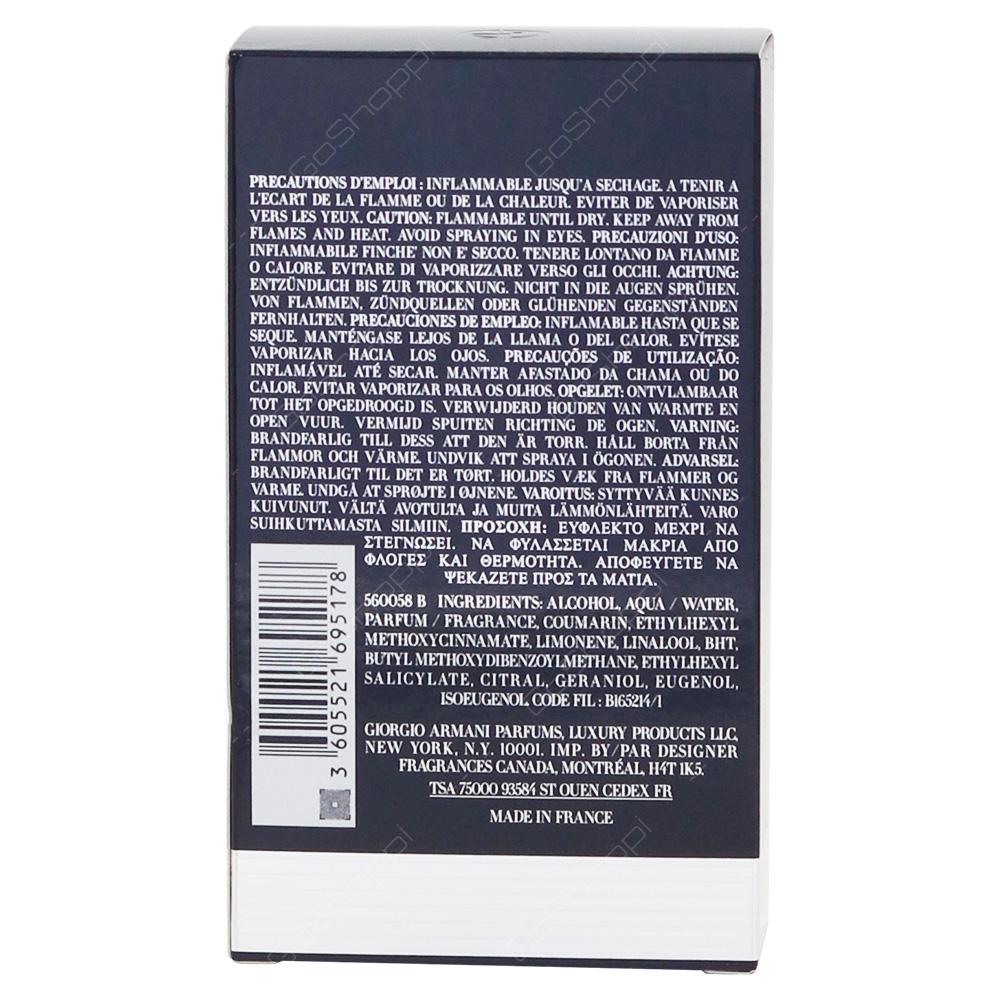 PRECAUTIONS D'EMPLOI : INFLAMMABLE JUSQU'A SECHAGE. A TENIR A
L'ECART DE LA FLAMME OU DE LA CHALEUR. EVITER DE VAPORISER
VERS LES YEUX. CAUTION: FLAMMABLE UNTIL DRY. KEEP AWAY FROM
FLAMES AND HEAT. AVOID SPRAYING IN EYES. PRECAUZIONI D'USO:
INFIAMMABILE FINCHE' NON E' SECCO. TENERE LONTANO DA FIAMME
O CALORE. EVITARE DI VAPORIZZARE VERSO GLI OCCHI. ACHTUNG:
ENTZÜNDLICH BIS ZUR TROCKNUNG. NICHT IN DIE AUGEN SPRÜHEN.
VON FLAMMEN, ZÜNDQUELLEN ODER GLÜHENDEN GEGENSTÄNDEN
FERNHALTEN. PRECAUCIONES DE EMPLEO: INFLAMABLE HASTA QUE SE
SEQUE. MANTÉNGASE LEJOS DE LA LLAMA O DEL CALOR. EVÍTESE
VAPORIZAR HACIA LOS OJOS. PRECAUÇÕES DE UTILIZAÇÃO:
INFLAMÁVEL ATÉ SECAR. MANTER AFASTADO DA CHAMA OU DO
CALOR. EVITAR VAPORIZAR PARA OS OLHOS. OPGELET: ONTVLAMBAAR
TOT HET OPGEDROOGD IS. VERWIJDERD HOUDEN VAN WARMTE EN
OPEN VUUR. VERMIJD SPUITEN RICHTING DE OGEN. VARNING:
BRANDFARLIG TILL DESS ATT DEN ÄR TORR. HÅLL BORTA FRÅN
FLAMMOR OCH VÄRME. UNDVIK ATT SPRAYA I ÖGONEN. ADVARSEL:
BRANDFARLIGT TIL DET ER TØRT. HOLDES VÆK FRA FLAMMER OG
VARME. UNDGÅ AT SPRØJTE I ØJNENE. VAROITUS: SYTTYVÄÄ KUNNES
KUIVUNUT. VÄLTÄ AVOTULTA JA MUITA LÄMMÖNLÄHTEITÄ. VARO
SUIHKUTTAMASTA SILMIIN. ΠΡΟΣΟΧΗ: ΕΥΦΛΕΚΤΟ ΜΕΧΡΙ ΝΑ
ΣΤΕΓΝΩΣΕΙ. ΝΑ ΦΥΛΑΣΣΕΤΑΙ ΜΑΚΡΙΑ ΑΠΟ
ΦΛΟΓΕΣ ΚΑΙ ΘΕΡΜΟΤΗΤΑ. ΑΠΟΦΕΥΓΕΤΕ ΝΑ
ΨΕΚΑΖΕΤΕ ΠΡΟΣ ΤΑ ΜΑΤΙΑ.
560058 B INGREDIENTS: ALCOHOL, AQUA / WATER,
PARFUM / FRAGRANCE, COUMARIN, ETHYLHEXYL
METHOXYCINNAMATE, LIMONENE, LINALOOL, BHT,
BUTYL METHOXYDIBENZOYLMETHANE, ETHYLHEXYL
SALICYLATE, CITRAL, GERANIOL, EUGENOL,
ISOEUGENOL. CODE FIL : B165214/1
GIORGIO ARMANI PARFUMS, LUXURY PRODUCTS LLC,
NEW YORK, N.Y. 10001. IMP. BY/PAR DESIGNER
FRAGRANCES CANADA, MONTRÉAL, H4T 1K5.
TSA 75000 93584 ST OUEN CEDEX FR
MADE IN FRANCE
3 605521 695178
GoShoppi